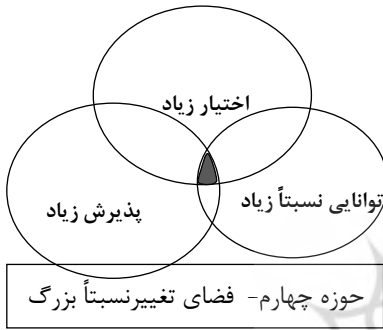 اختیار زیاد
توانایی نسبتاً زیاد
پذیرش زیاد
حوزه چهارم- فضای تغییرنسبتاً بزرگ